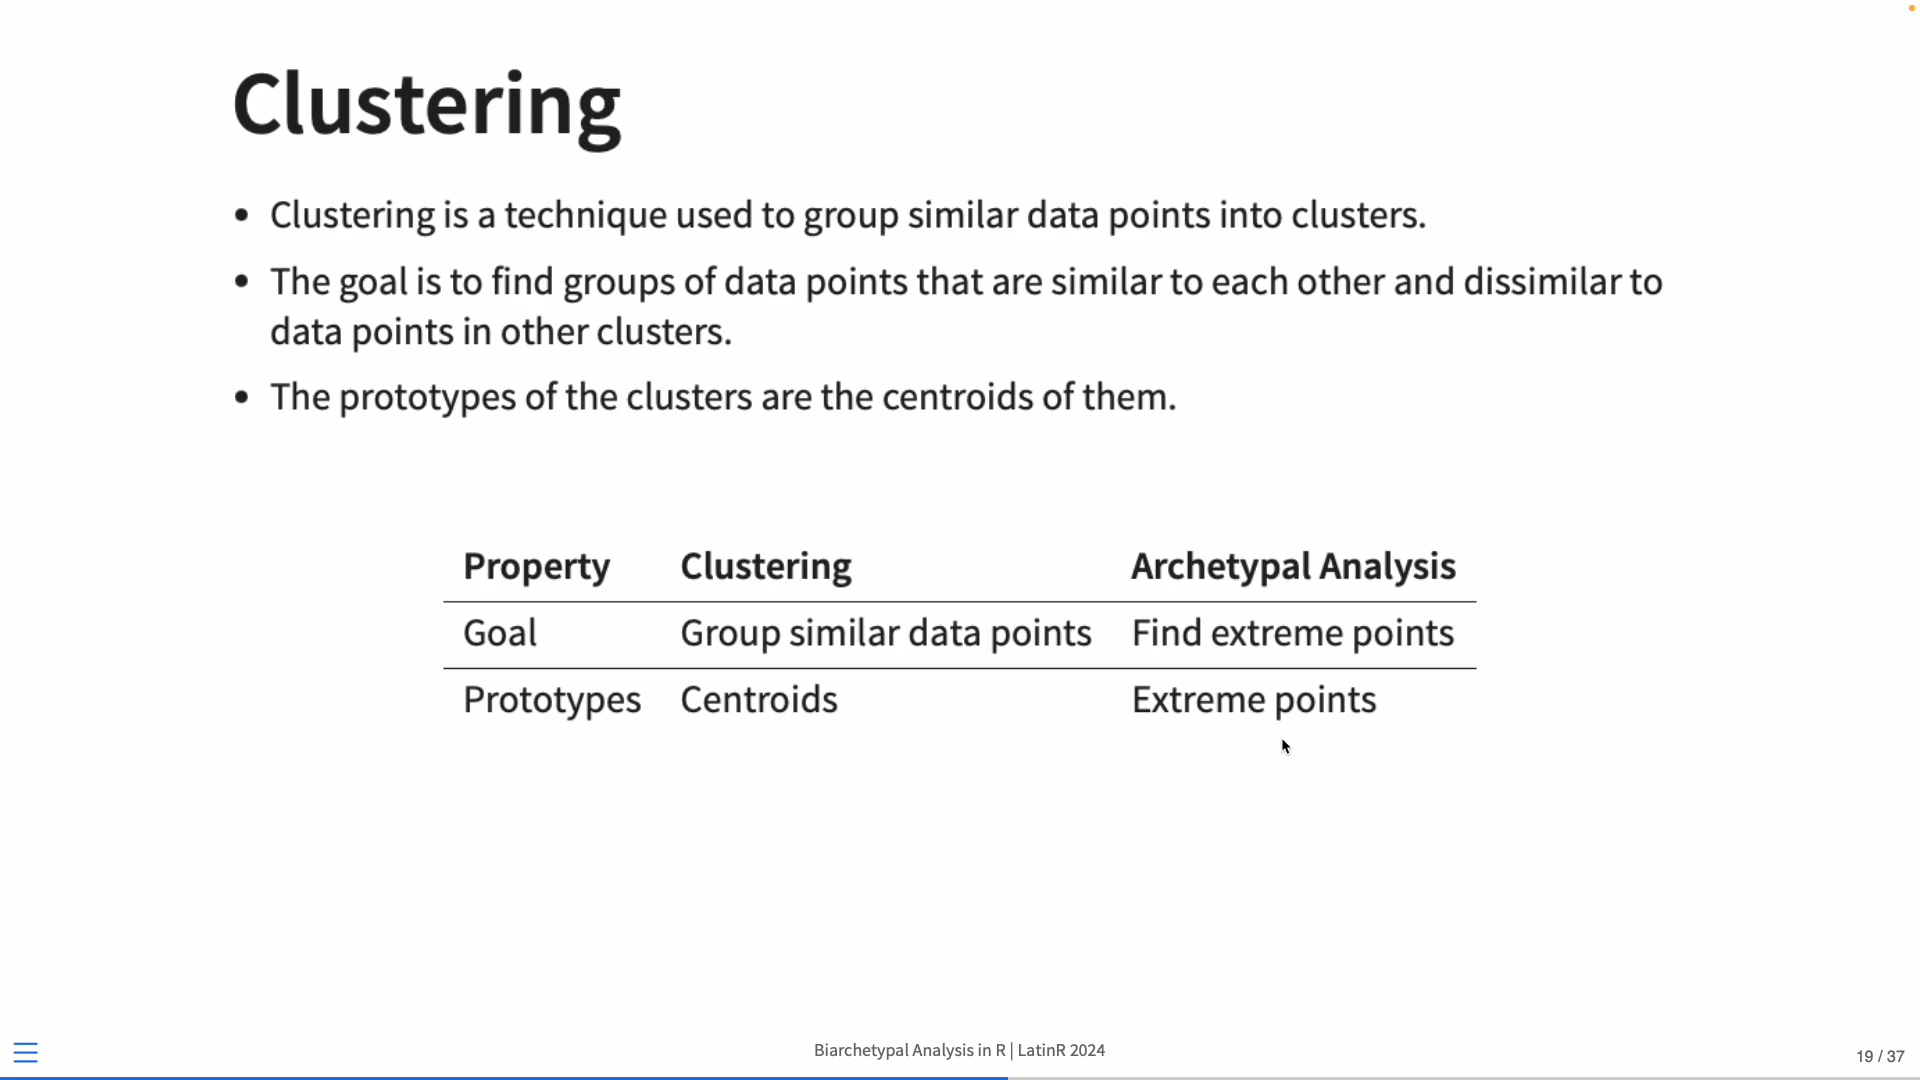 Clustering
• Clustering is a technique used to group similar data points into clusters.
• The goal is to find groups of data points that are similar to each other and dissimilar to
data points in other clusters.
• The prototypes of the clusters are the centroids of them.
Property Clustering Archetypal Analysis
Goal Group similar data points Find extreme points
Prototypes Centroids Extreme points
Biarchetypal Analysis in R | LatinR 2024
19 / 37